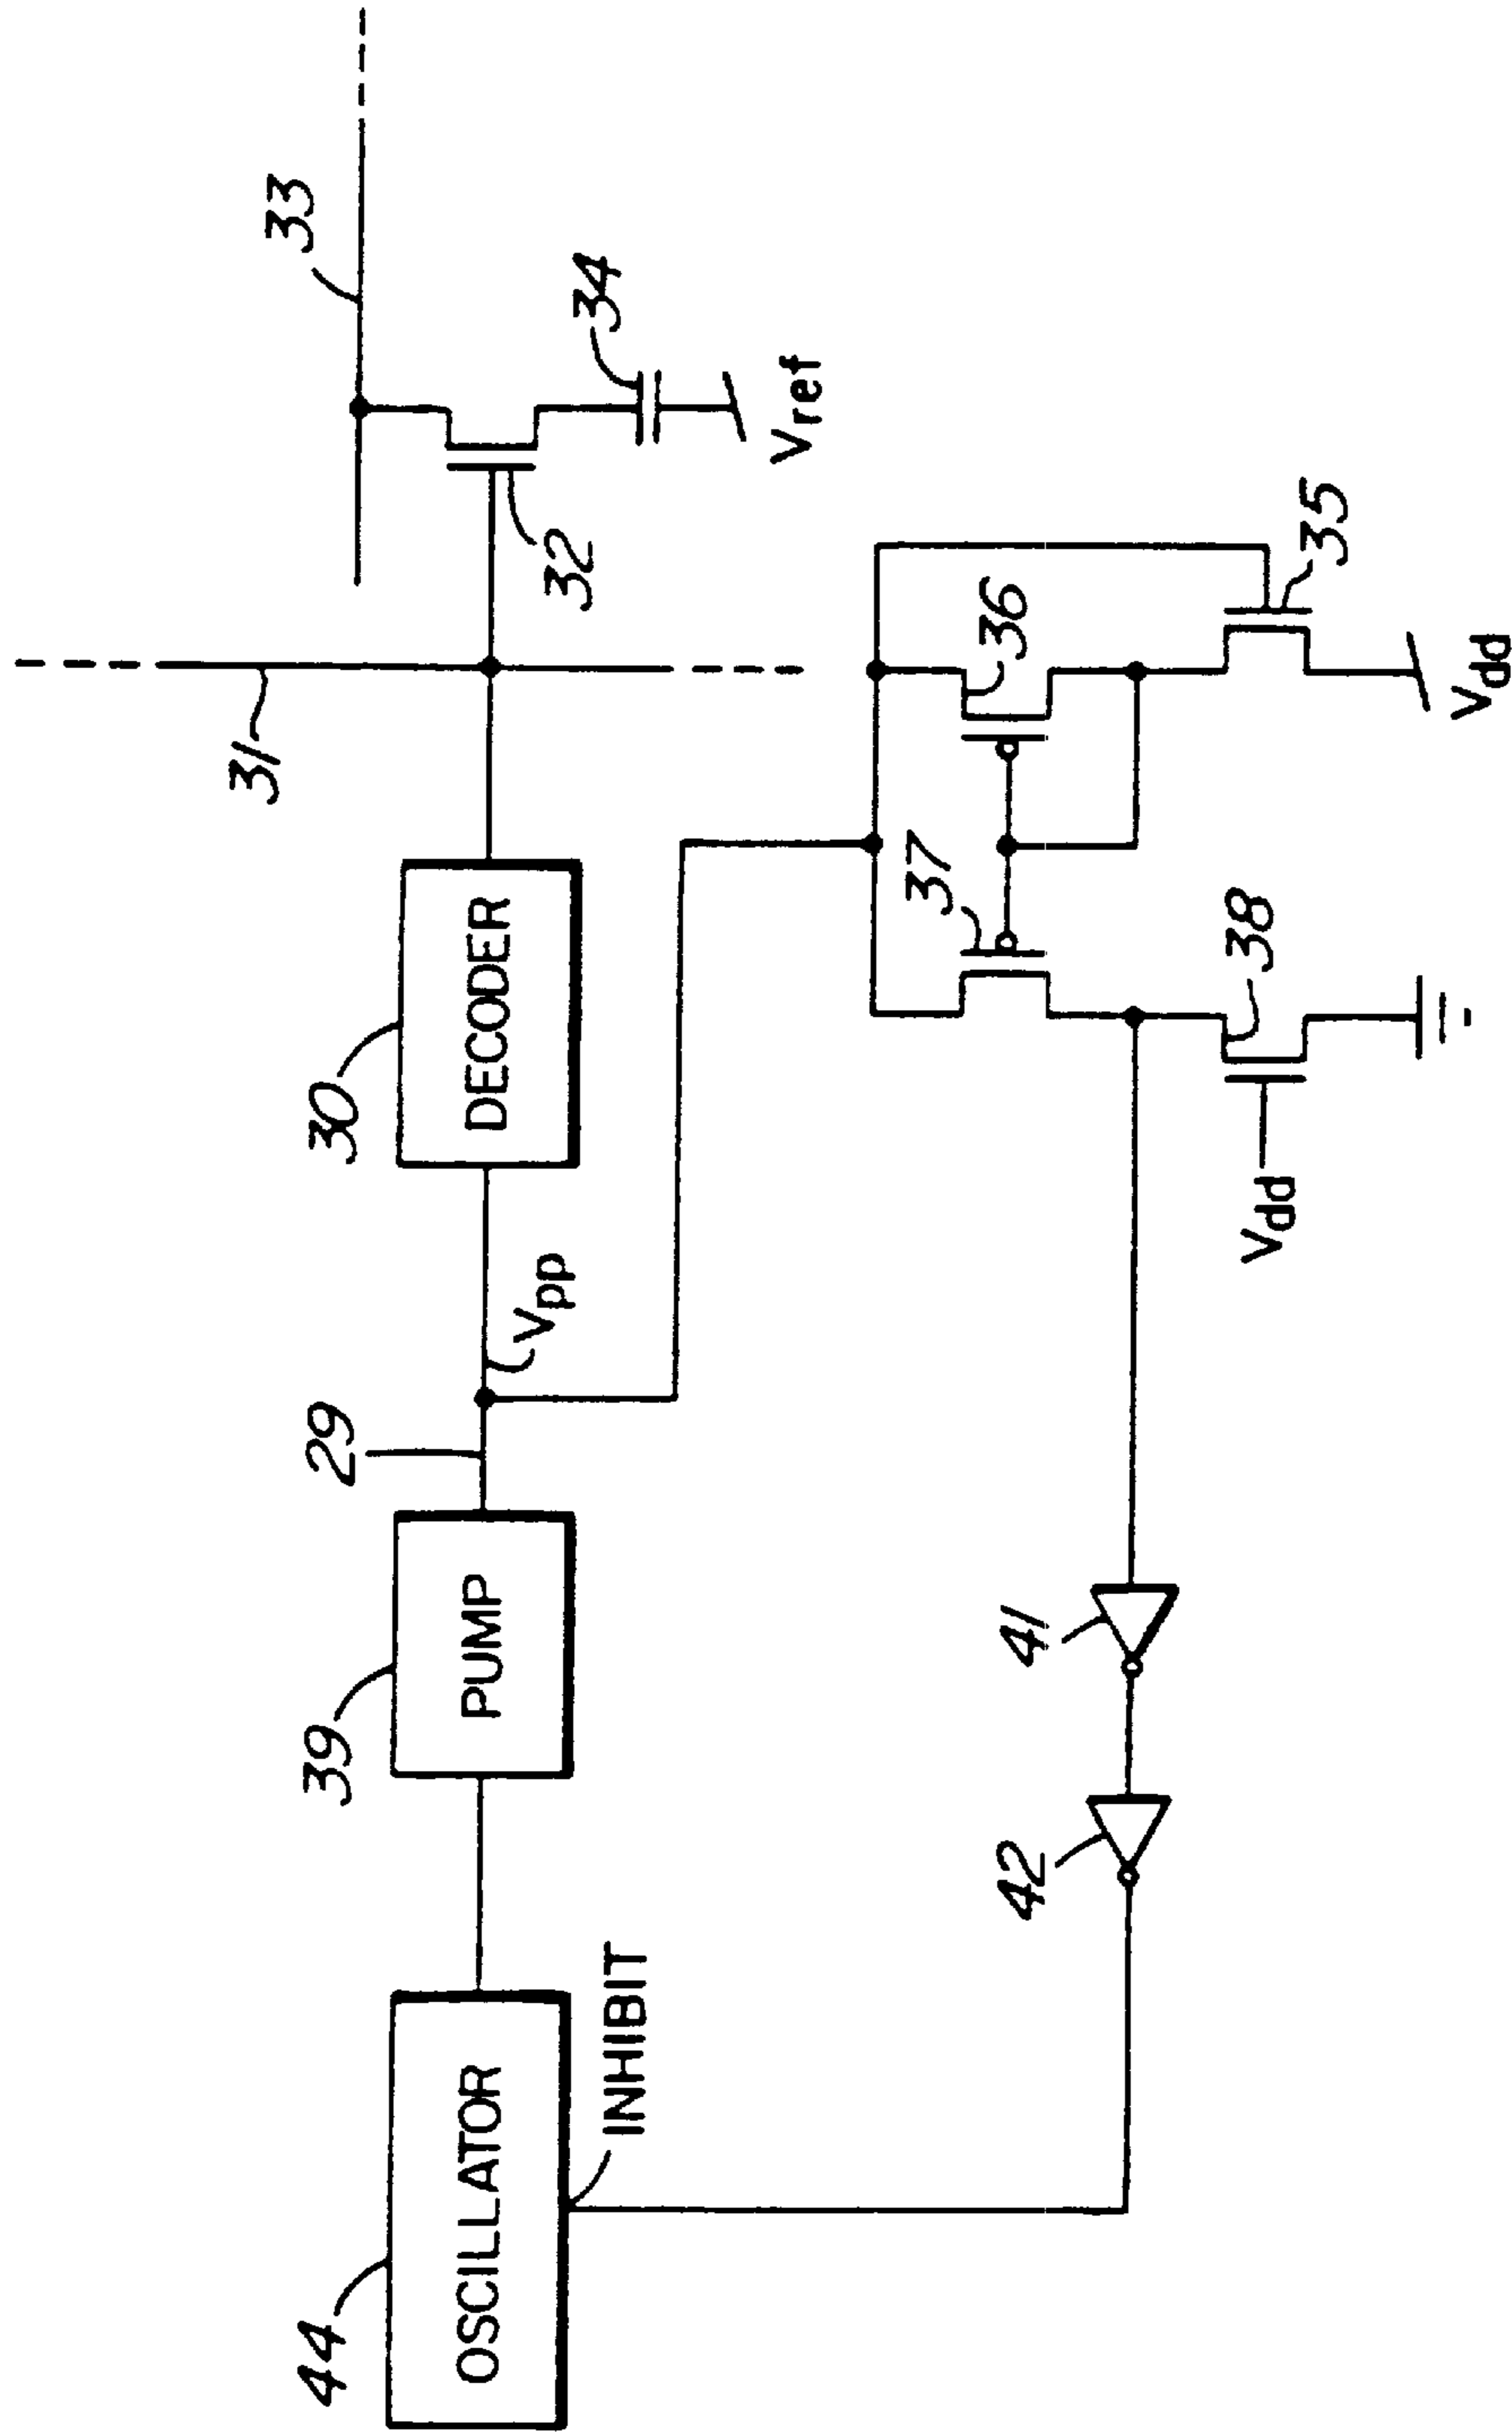 33
34
Vref
31
32
30
DECODER
36
35
37
Vdd
38
Vdd
29
Vpp
39
PUMP
41
42
44
OSCILLATOR
INHIBIT